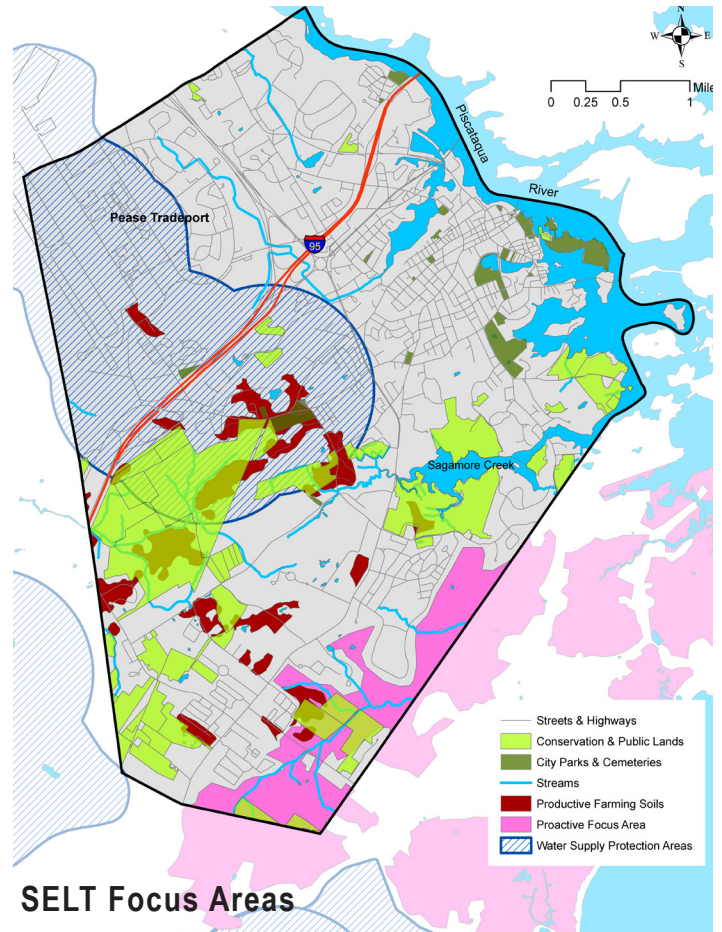 N
W E
S
0 0.25 0.5 1 Mile
Piscataqua
River
Pease Tradeport
95
Sagamore Creek
Streets & Highways
Conservation & Public Lands
City Parks & Cemeteries
Streams
Productive Farming Soils
Proactive Focus Area
Water Supply Protection Areas
SELT Focus Areas